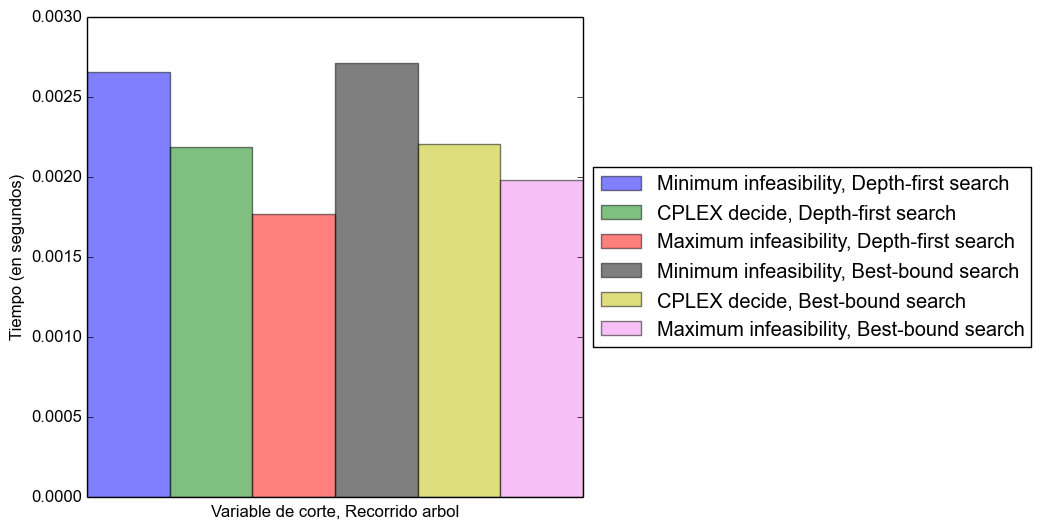 0.0030
0.0025
0.0020
0.0015
0.0010
0.0005
0.0000
Tiempo (en segundos)
Variable de corte, Recorrido arbol
Minimum infeasibility, Depth-first search
CPLEX decide, Depth-first search
Maximum infeasibility, Depth-first search
Minimum infeasibility, Best-bound search
CPLEX decide, Best-bound search
Maximum infeasibility, Best-bound search